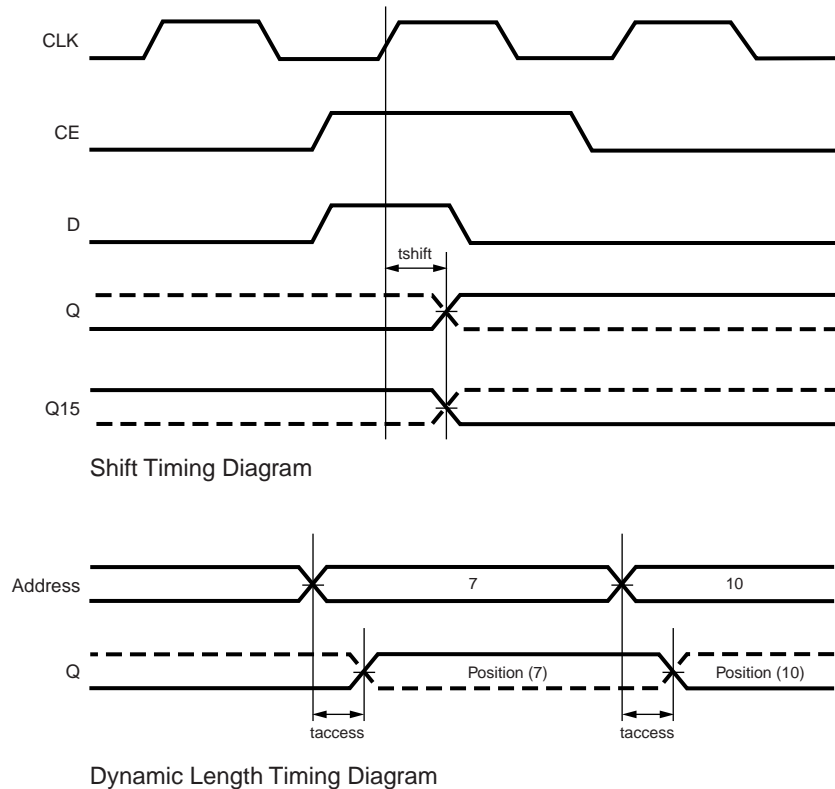 CLK
CE
D
tshift
Q
Q15
Shift Timing Diagram
Address
7
10
Q
Position (7)
Position (10)
taccess
taccess
Dynamic Length Timing Diagram